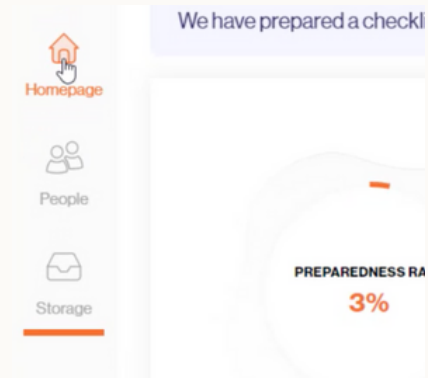 We have prepared a checkli
Homepage
People
Storage
PREPAREDNESS RA
3%